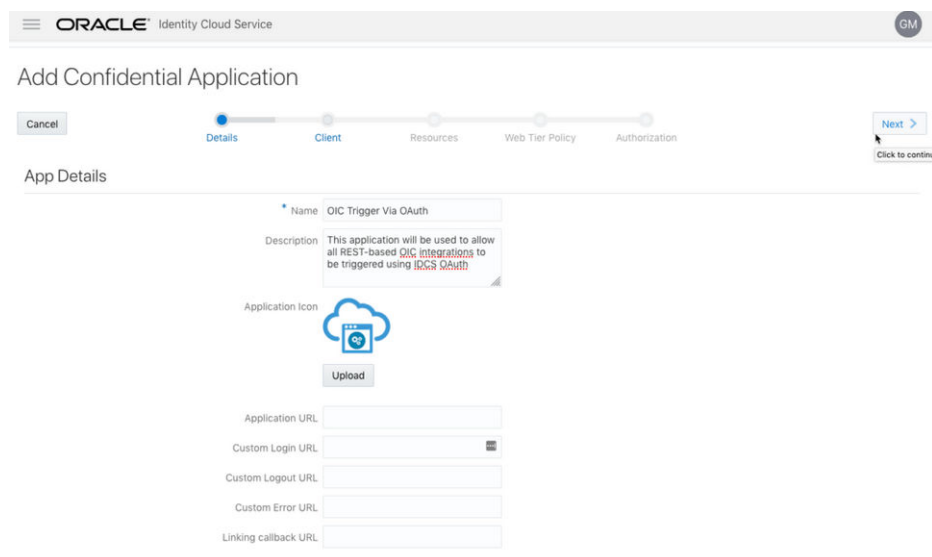 ORACLE® Identity Cloud Service
GM
Add Confidential Application
Cancel
Details
Client
Resources
Web Tier Policy
Authorization
Next >
Click to continu
App Details
* Name OIC Trigger Via OAuth
Description This application will be used to allow
all REST-based OIC integrations to
be triggered using IDCS OAuth
Application Icon
Upload
Application URL
Custom Login URL
Custom Logout URL
Custom Error URL
Linking callback URL